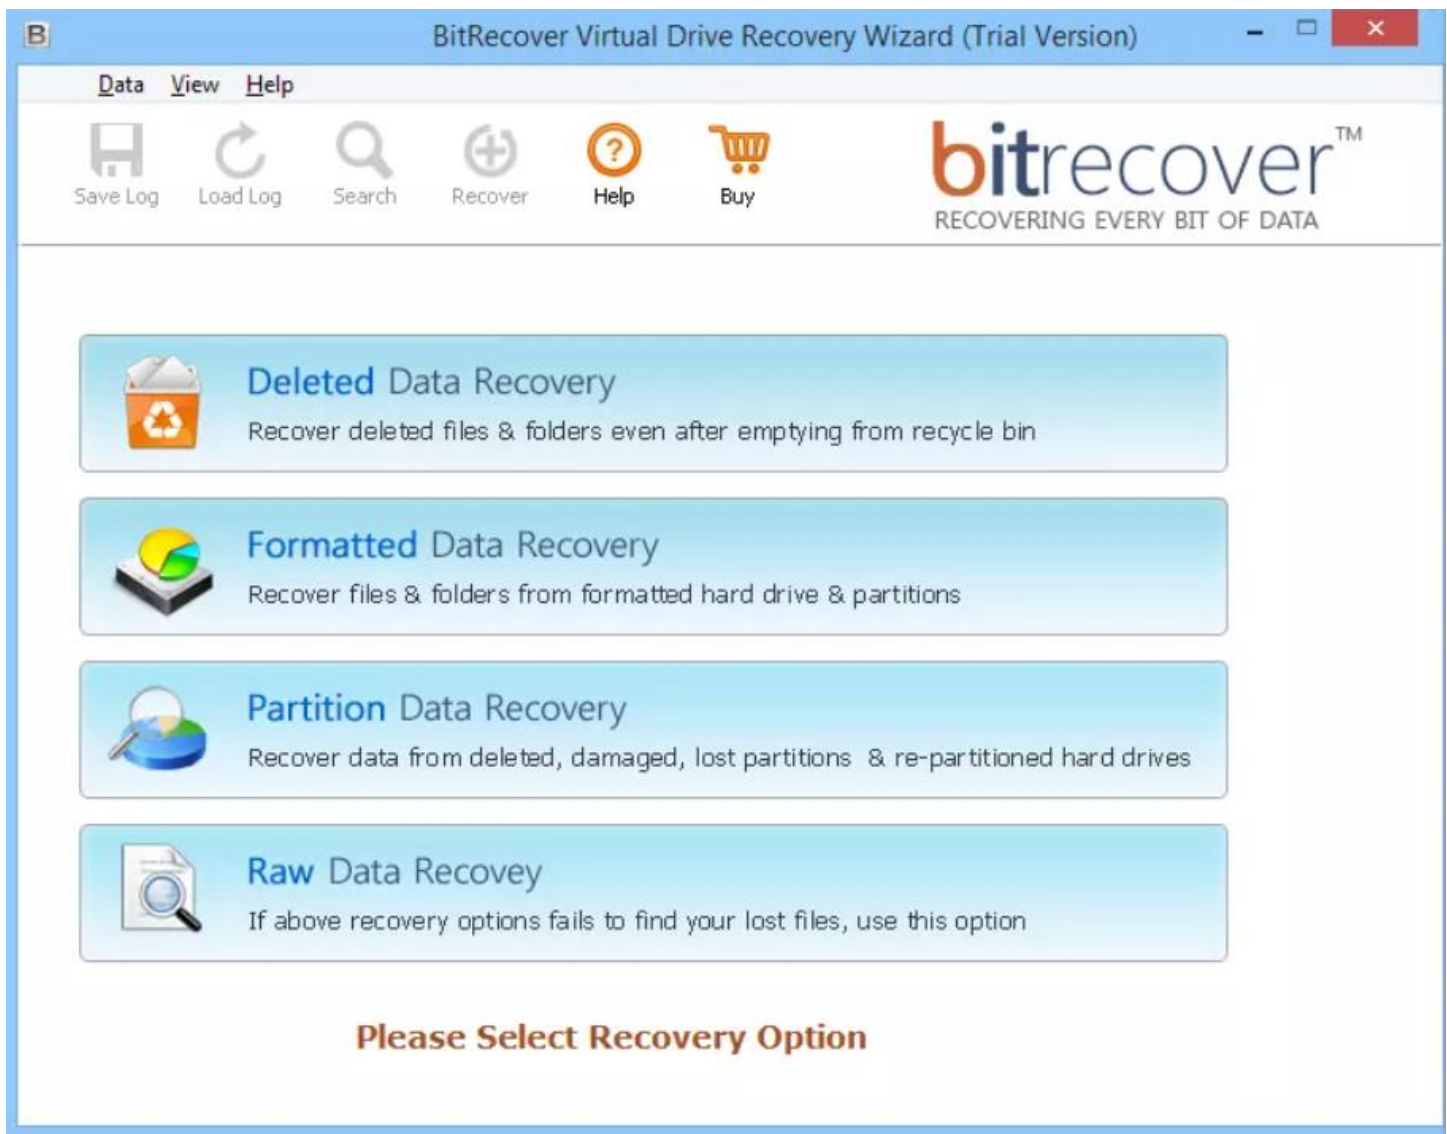 B
BitRecover Virtual Drive Recovery Wizard (Trial Version)
Data View Help
Save Log Load Log Search Recover Help Buy
bitrecover™
RECOVERING EVERY BIT OF DATA
Deleted Data Recovery
Recover deleted files & folders even after emptying from recycle bin
Formatted Data Recovery
Recover files & folders from formatted hard drive & partitions
Partition Data Recovery
Recover data from deleted, damaged, lost partitions & re-partitioned hard drives
Raw Data Recovey
If above recovery options fails to find your lost files, use this option
Please Select Recovery Option